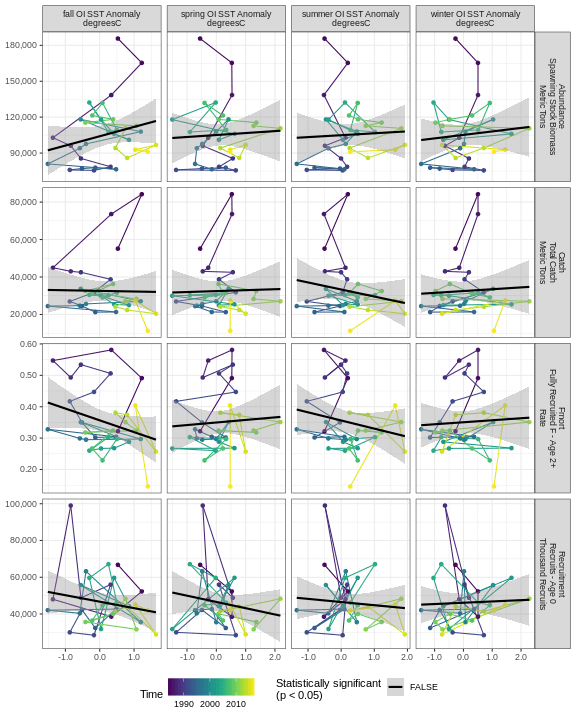 fall OI SST Anomaly
degreesC
spring OI SST Anomaly
degreesC
summer OI SST Anomaly
degreesC
winter OI SST Anomaly
degreesC
180,000
150,000
120,000
90,000
Abundance
Spawning Stock Biomass
Metric Tons
80,000
60,000
40,000
20,000
Catch
Total Catch
Metric Tons
0.60
0.40
0.30
0.20
Fmort
Fully Recruited F - Age 2+
Rate
100,000
80,000
60,000
40,000
Recruitment
Recruits - Age 0
Thousand Recruits
-1.0 0.0 1.0
-1.0 0.0 1.0 2.0
-1.0 0.0 1.0 2.0
-1.0 0.0 1.0 2.0
Time
1990 2000 2010
Statistically significant
(p < 0.05)
FALSE